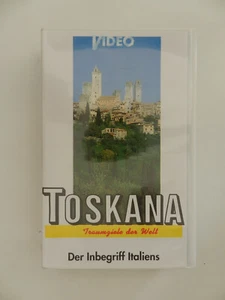 VIDEO
TOSKANA
Traumziele der Welt
Der Inbegriff Italiens